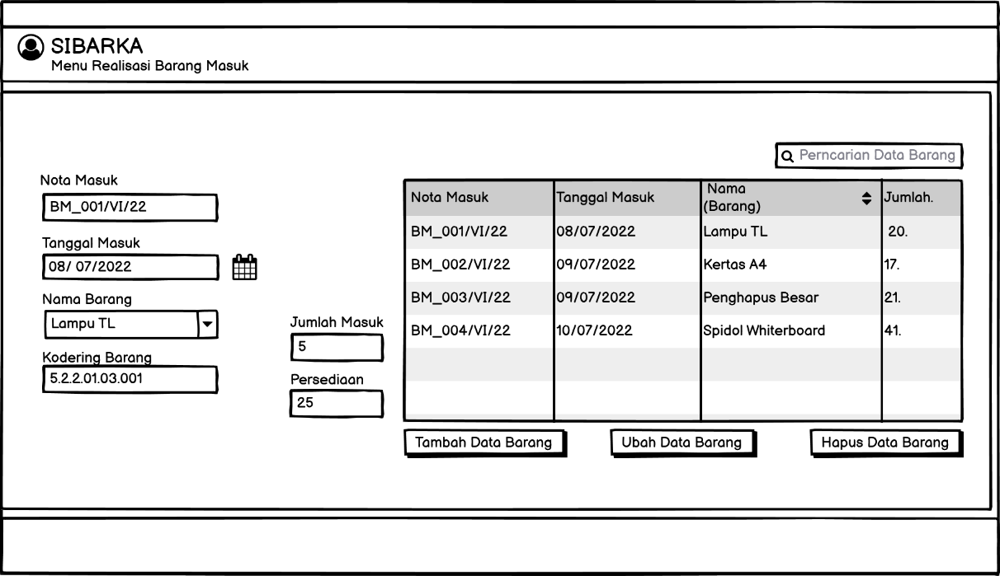 SIBARKA
Menu Realisasi Barang Masuk
Perncarian Data Barang
Nota Masuk
BM_001/VI/22
Tanggal Masuk
08/ 07/2022
Nama Barang
Lampu TL
Kodering Barang
5.2.2.01.03.001
Jumlah Masuk
5
Persediaan
25
Nota Masuk Tanggal Masuk Nama (Barang) Jumlah.
BM_001/VI/22 08/07/2022 Lampu TL 20.
BM_002/VI/22 09/07/2022 Kertas A4 17.
BM_003/VI/22 09/07/2022 Penghapus Besar 21.
BM_004/VI/22 10/07/2022 Spidol Whiterboard 41.
Tambah Data Barang Ubah Data Barang Hapus Data Barang